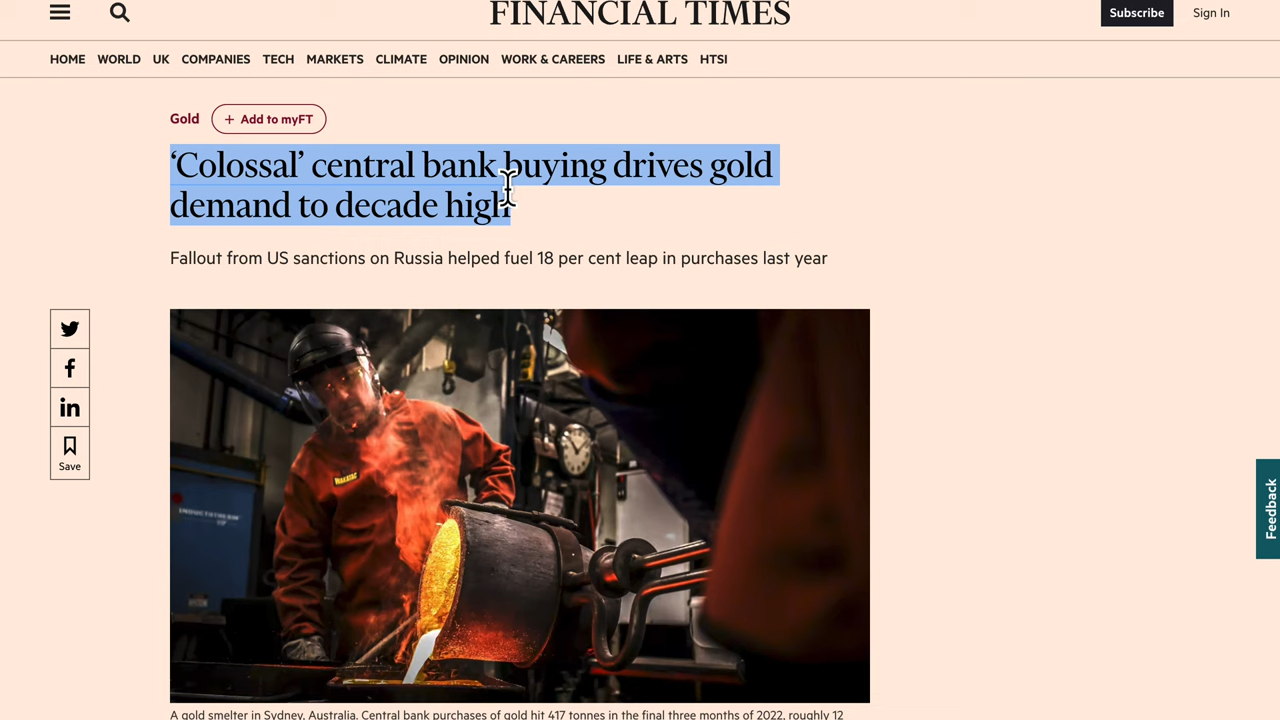 FINANCIAL TIMES
Subscribe
Sign In
HOME WORLD UK COMPANIES TECH MARKETS CLIMATE OPINION WORK & CAREERS LIFE & ARTS HTSI
Gold
+ Add to myFT
‘Colossal’ central bank buying drives gold
demand to decade high
Fallout from US sanctions on Russia helped fuel 18 per cent leap in purchases last year
Save
Feedback
A gold smelter in Sydney, Australia. Central bank purchases of gold hit 417 tonnes in the final three months of 2022, roughly 12